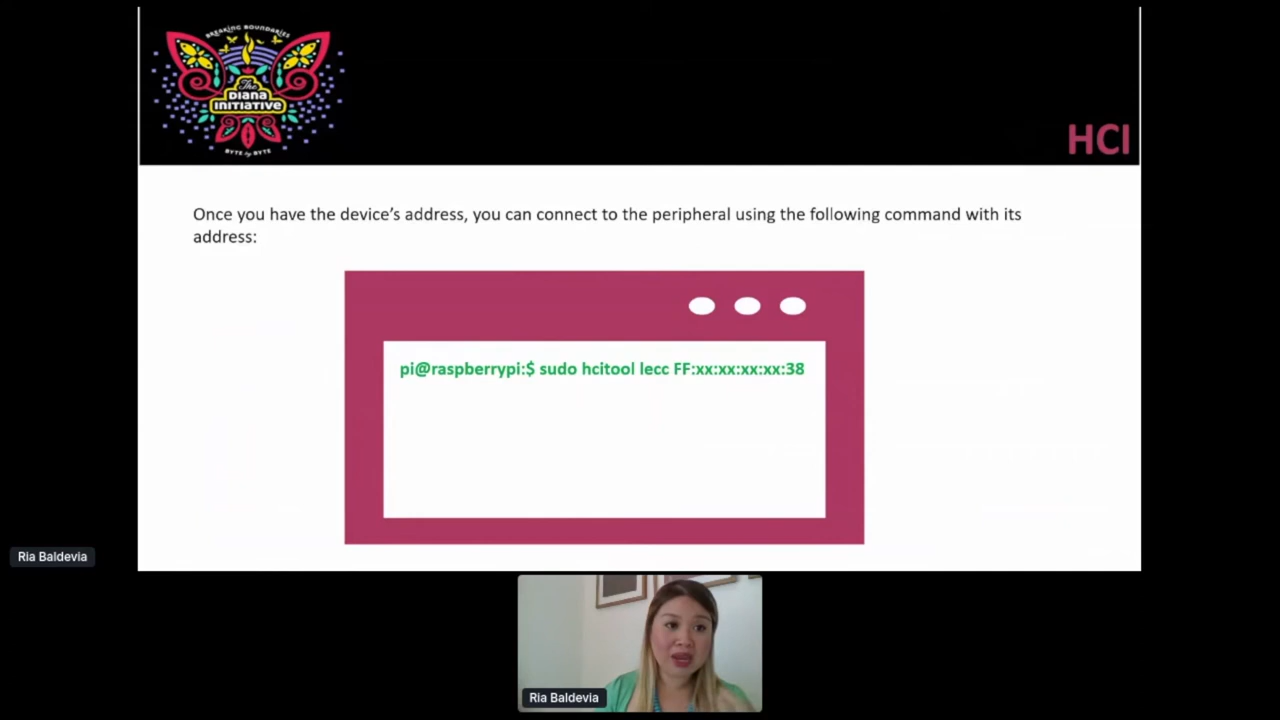 BREAKING BOUNDARIES
The
DIANA
INITIATIVE
BYTE by BYTE
HCI
Once you have the device’s address, you can connect to the peripheral using the following command with its
address:
pi@raspberrypi:$ sudo hcitool lecc FF:xx:xx:xx:xx:38
Ria Baldevia
Ria Baldevia